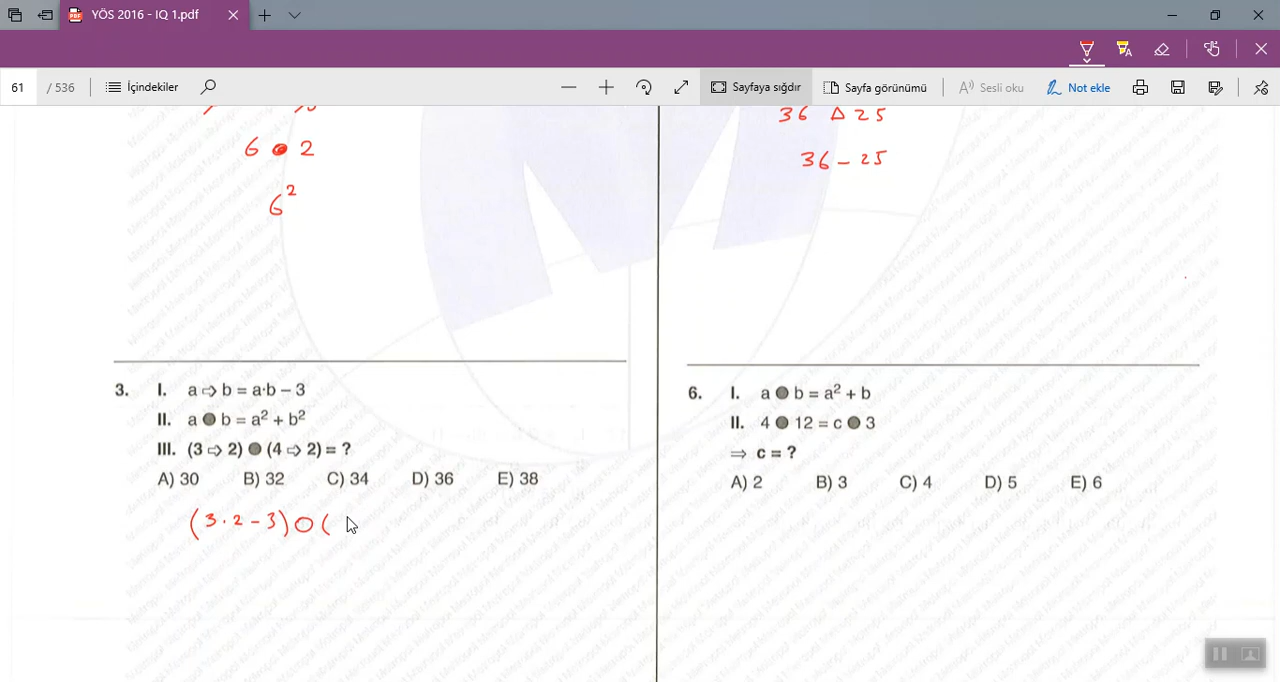 YÖS 2016 - IQ 1.pdf
61 / 536 İçindekiler Sayfaya sığdır Sayfa görünümü Sesli oku Not ekle
6 ● 2
6²
36 Δ 25
36 – 25
3. I. a ⇨ b = a·b – 3
II. a ● b = a² + b²
III. (3 ⇨ 2) ● (4 ⇨ 2) = ?
A) 30 B) 32 C) 34 D) 36 E) 38
(3·2 – 3) O (
6. I. a ● b = a² + b
II. 4 ● 12 = c ● 3
⇒ c = ?
A) 2 B) 3 C) 4 D) 5 E) 6